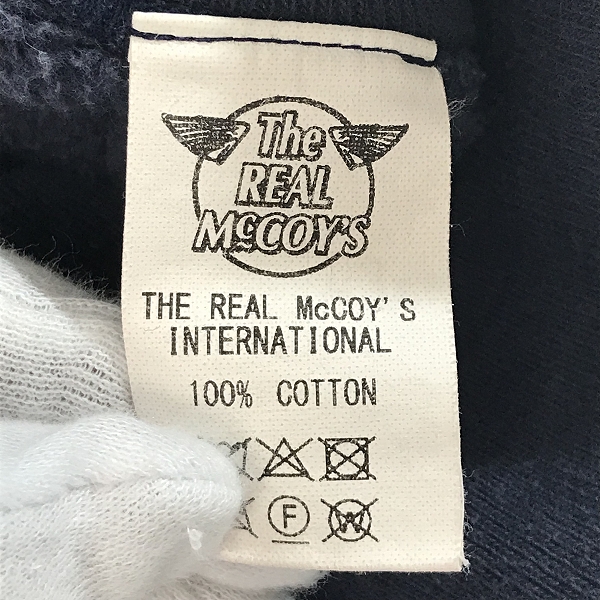 The
REAL
McCOY'S
THE REAL McCOY'S
INTERNATIONAL
100% COTTON
F
W